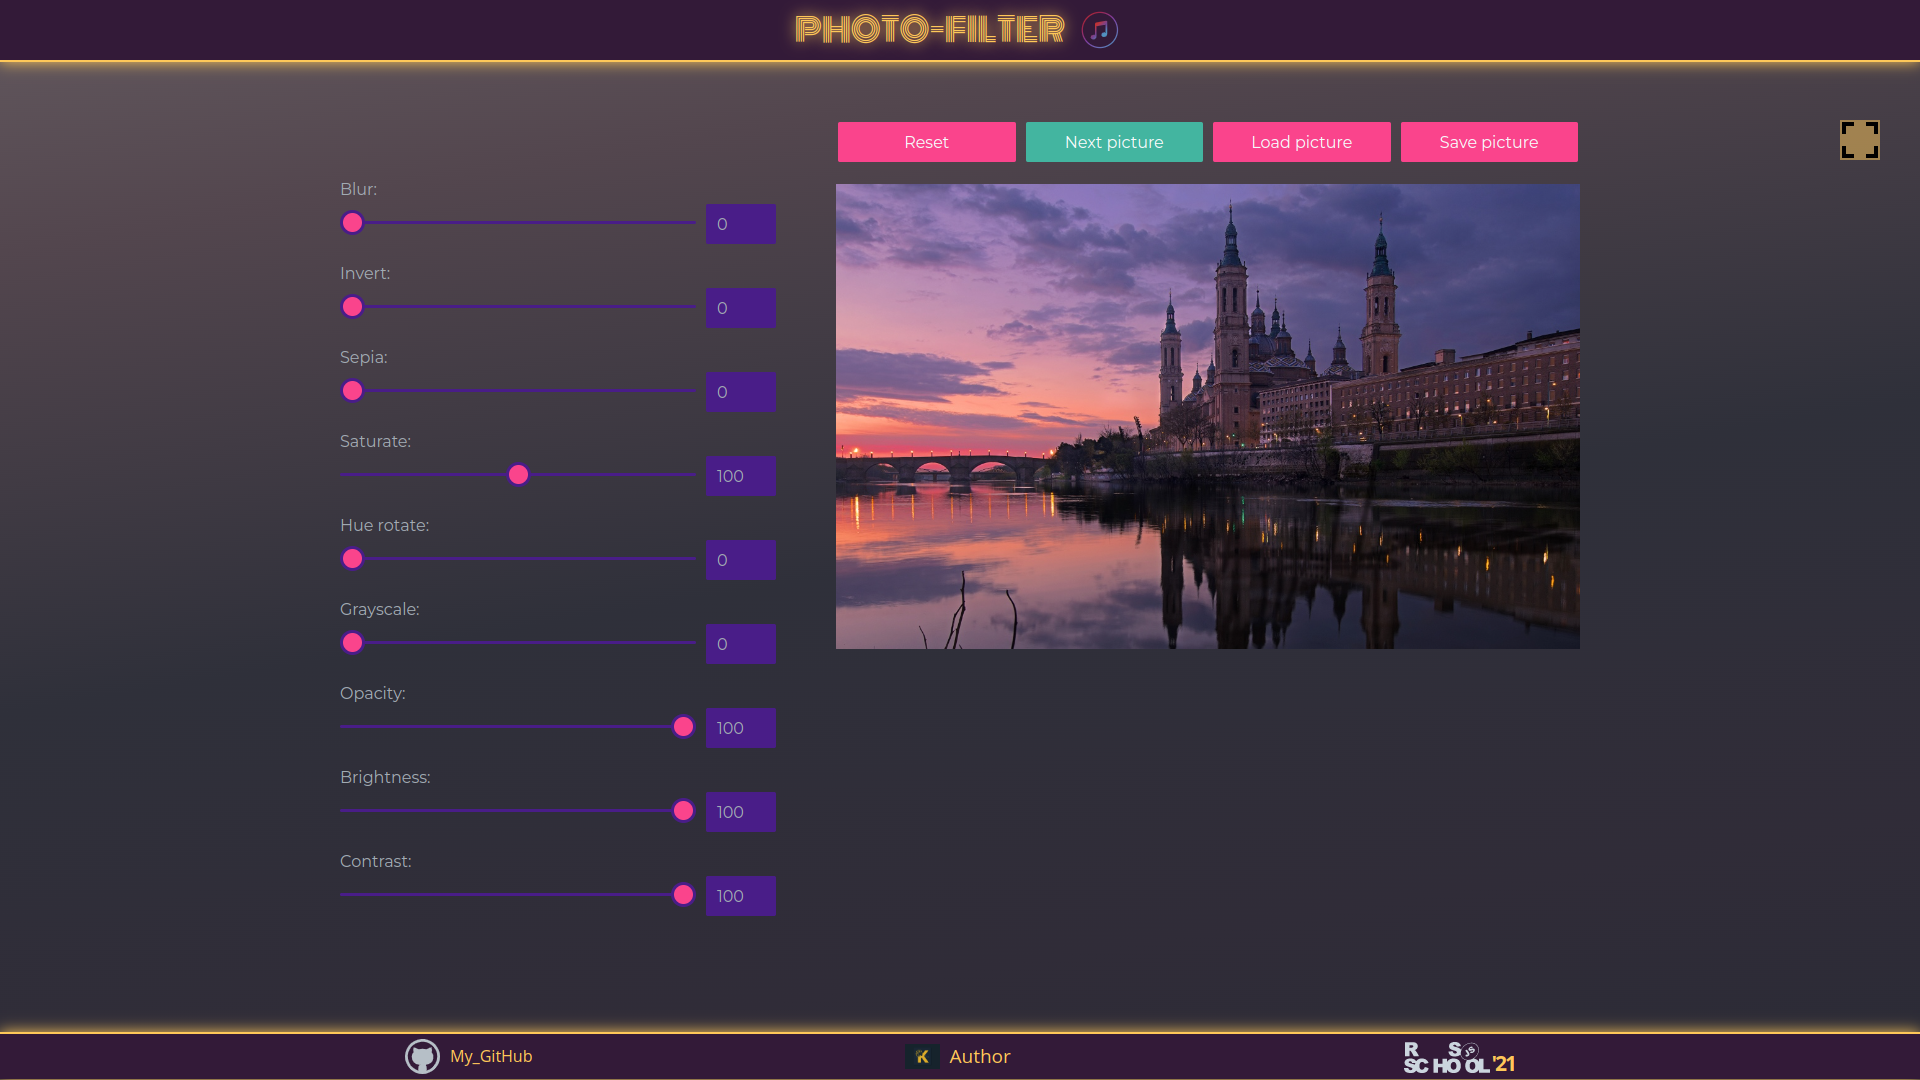 PHOTO-FILTER
Reset
Next picture
Load picture
Save picture
Blur:
0
Invert:
0
Sepia:
0
Saturate:
100
Hue rotate:
0
Grayscale:
0
Opacity:
100
Brightness:
100
Contrast:
100
My_GitHub
K Author
R S JS
SCHOOL '21